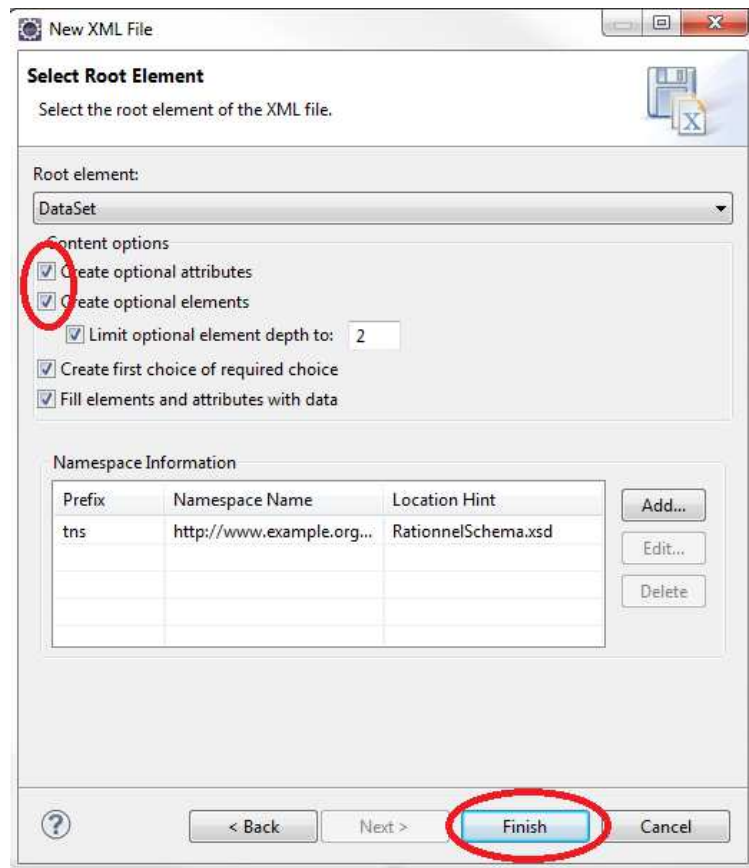 New XML File
Select Root Element
Select the root element of the XML file.
X
Root element:
DataSet
Content options
Create optional attributes
Create optional elements
Limit optional element depth to: 2
Create first choice of required choice
Fill elements and attributes with data
Namespace Information
Prefix Namespace Name Location Hint
tns http://www.example.org... RationnelSchema.xsd
Add...
Edit...
Delete
? < Back Next > Finish Cancel